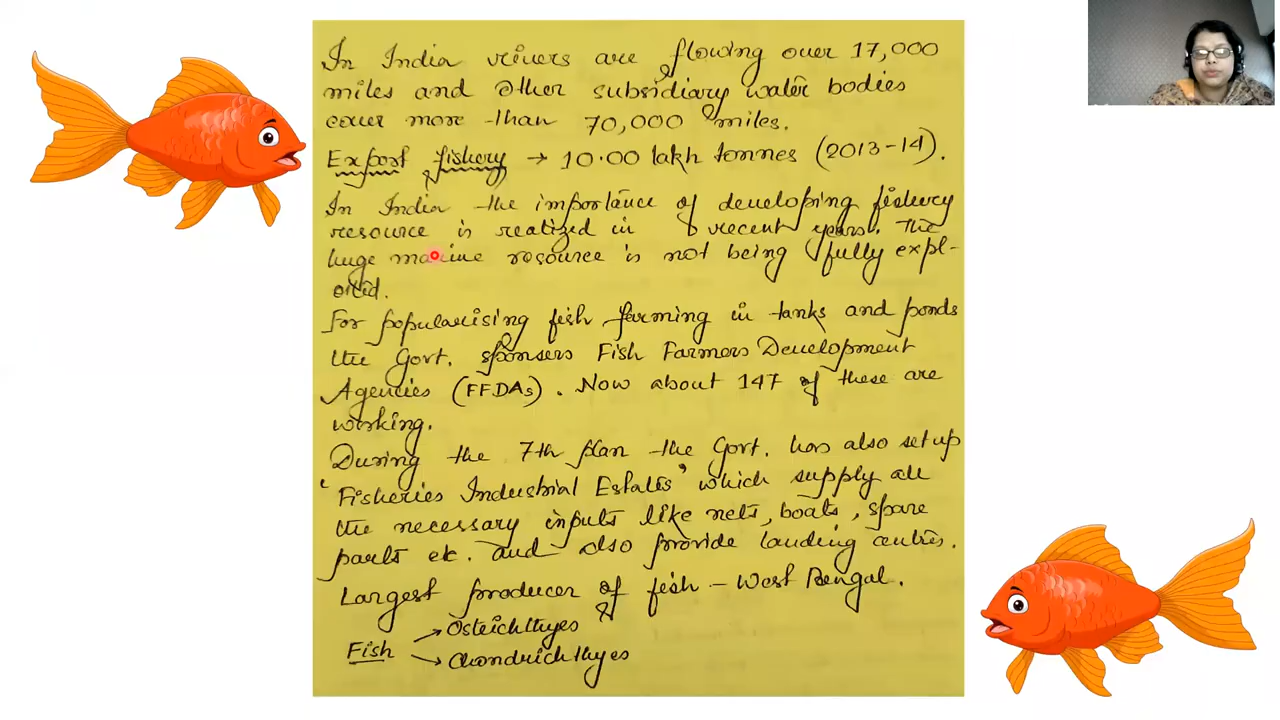 In India rivers are flowing over 17,000
miles and other subsidiary water bodies
cover more than 70,000 miles.
Export fishery → 10.00 lakh tonnes (2013-14).
In India the importance of developing fishery
resource is realized in recent years. The
huge marine resource is not being fully expl-
oited.
For popularising fish farming in tanks and ponds
the Govt. sponsers Fish Farmers Development
Agencies (FFDAs). Now about 147 of these are
working.
During the 7th plan the Govt. has also set up
'Fisheries Industrial Estates' which supply all
the necessary inputs like nets, boats, spare
parts etc. and also provide landing centres.
Largest producer of fish – West Bengal.
Fish → Osteichthyes
→ Chondrichthyes